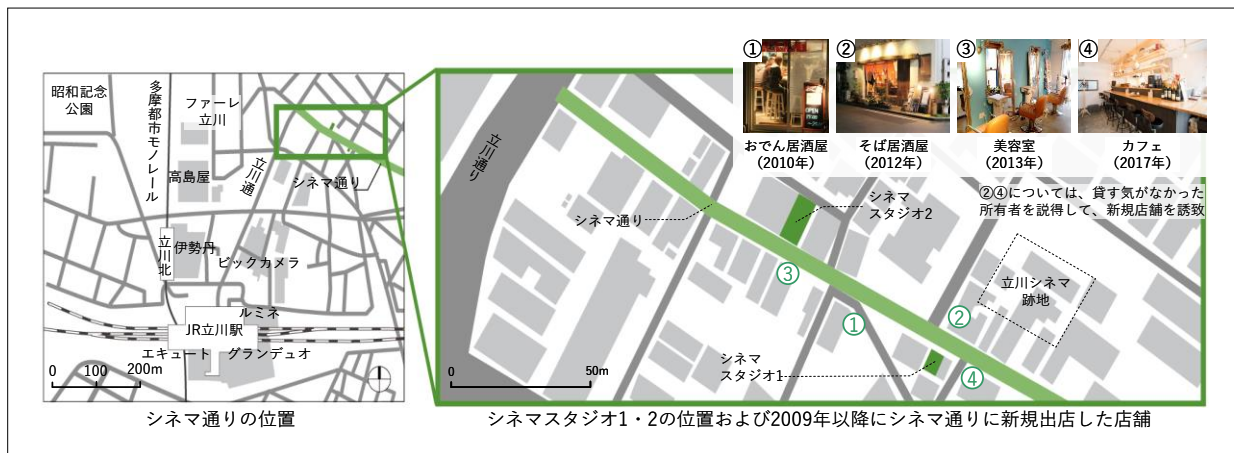 昭和記念
公園
多摩都市モノレール
ファーレ
立川
立川通
高島屋
シネマ通り
立川北
伊勢丹
ビックカメラ
ルミネ
JR立川駅
エキュート
グランデュオ
0 100 200m
シネマ通りの位置
立川通り
シネマ通り
シネマ
スタジオ2
③
①
②
④
立川シネマ
跡地
シネマ
スタジオ1
0 50m
①
おでん居酒屋
（2010年）
②
そば居酒屋
（2012年）
③
美容室
（2013年）
④
カフェ
（2017年）
②④については、貸す気がなかった
所有者を説得して、新規店舗を誘致
シネマスタジオ1・2の位置および2009年以降にシネマ通りに新規出店した店舗